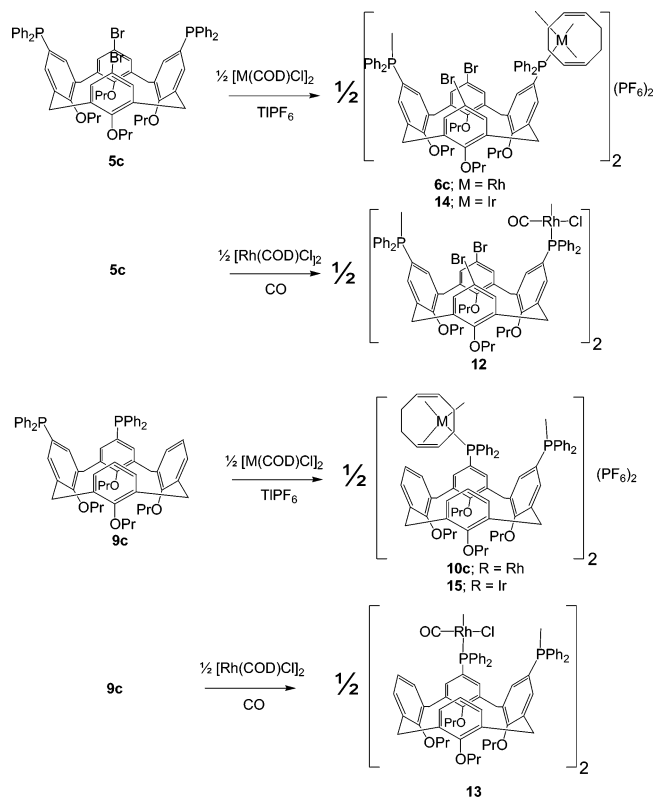 Ph2P Br PPh2
Br
PrO
OPr PrO
OPr
5c
½ [M(COD)Cl]2
TlPF6
½
Ph2P Br Br Ph2P M
PrO
OPr PrO
OPr
2
(PF6)2
6c; M = Rh
14; M = Ir
5c
½ [Rh(COD)Cl]2
CO
½
OC Rh Cl
Ph2P Br Br PPh2
PrO
OPr PrO
OPr
2
12
Ph2P PPh2
PrO
OPr PrO
OPr
9c
½ [M(COD)Cl]2
TlPF6
½
M
PPh2 PPh2
PrO
OPr PrO
OPr
2
(PF6)2
10c; R = Rh
15; R = Ir
9c
½ [Rh(COD)Cl]2
CO
½
OC Rh Cl
PPh2 PPh2
PrO
OPr PrO
OPr
2
13